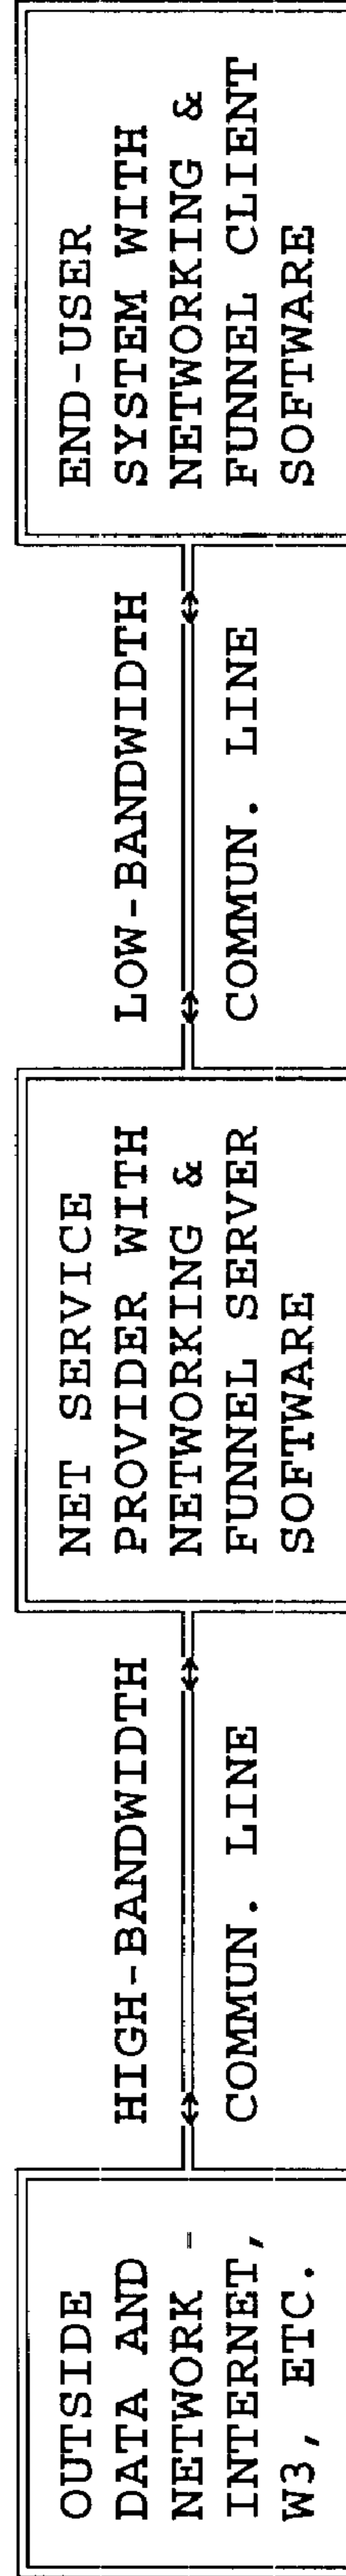 OUTSIDE
DATA AND
NETWORK -
INTERNET,
W3, ETC.
HIGH-BANDWIDTH
COMMUN. LINE
NET SERVICE
PROVIDER WITH
NETWORKING &
FUNNEL SERVER
SOFTWARE
LOW-BANDWIDTH
COMMUN. LINE
END-USER
SYSTEM WITH
NETWORKING &
FUNNEL CLIENT
SOFTWARE